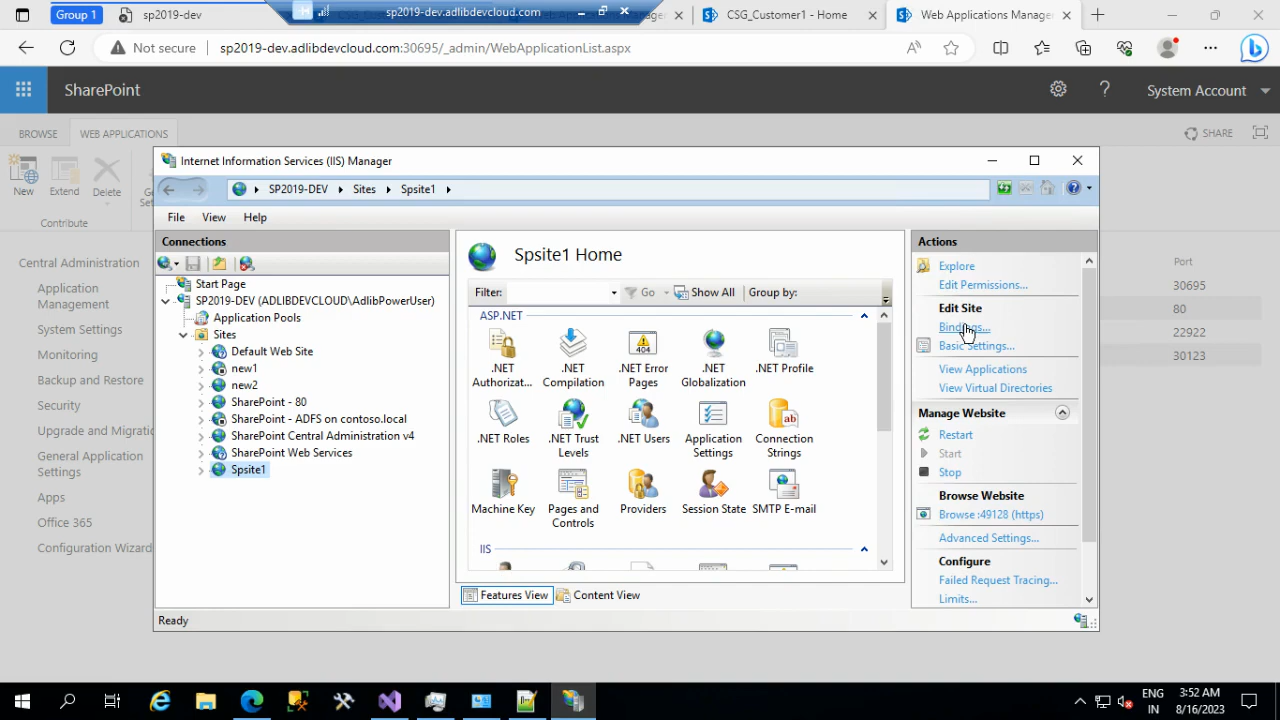 Group 1
sp2019-dev
sp2019-dev.adlibdevcloud.com
CSG_Customer1 - Home
Web Applications Manage
Not secure
sp2019-dev.adlibdevcloud.com:30695/_admin/WebApplicationList.aspx
SharePoint
System Account
BROWSE
WEB APPLICATIONS
SHARE
New
Extend
Delete
Contribute
Internet Information Services (IIS) Manager
SP2019-DEV
Sites
Spsite1
File
View
Help
Central Administration
Application
Management
System Settings
Monitoring
Backup and Restore
Security
Upgrade and Migratio
General Application
Settings
Apps
Office 365
Configuration Wizard
Connections
Start Page
SP2019-DEV (ADLIBDEVCLOUD\AdlibPowerUser)
Application Pools
Sites
Default Web Site
new1
new2
SharePoint - 80
SharePoint - ADFS on contoso.local
SharePoint Central Administration v4
SharePoint Web Services
Spsite1
Spsite1 Home
Filter:
Go
Show All
Group by:
ASP.NET
.NET Authorizat...
.NET Compilation
.NET Error Pages
.NET Globalization
.NET Profile
.NET Roles
.NET Trust Levels
.NET Users
Application Settings
Connection Strings
Machine Key
Pages and Controls
Providers
Session State
SMTP E-mail
IIS
Features View
Content View
Actions
Explore
Edit Permissions...
Edit Site
Bindings...
Basic Settings...
View Applications
View Virtual Directories
Manage Website
Restart
Start
Stop
Browse Website
Browse :49128 (https)
Advanced Settings...
Configure
Failed Request Tracing...
Limits...
Port
30695
80
22922
30123
Ready
ENG
IN
3:52 AM
8/16/2023